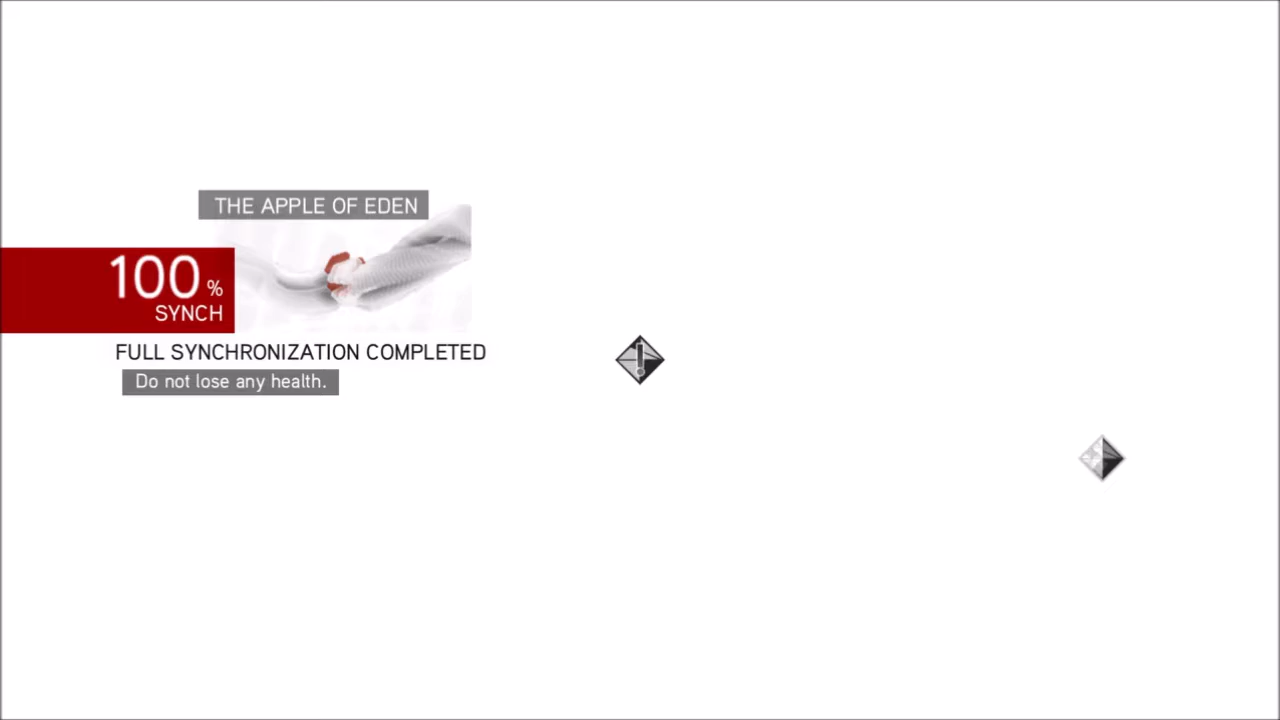 THE APPLE OF EDEN
100 %
SYNCH
FULL SYNCHRONIZATION COMPLETED
Do not lose any health.